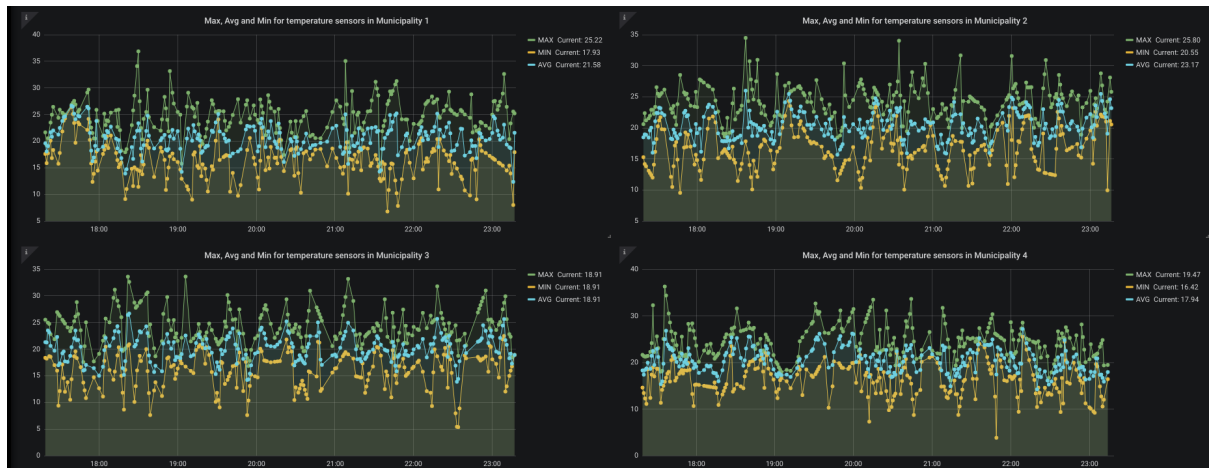 Max, Avg and Min for temperature sensors in Municipality 1
40
35
30
25
20
15
10
5
18:00 19:00 20:00 21:00 22:00 23:00
MAX Current: 25.22
MIN Current: 17.93
AVG Current: 21.58
Max, Avg and Min for temperature sensors in Municipality 2
35
30
25
20
15
10
5
18:00 19:00 20:00 21:00 22:00 23:00
MAX Current: 25.80
MIN Current: 20.55
AVG Current: 23.17
Max, Avg and Min for temperature sensors in Municipality 3
35
30
25
20
15
10
5
0
18:00 19:00 20:00 21:00 22:00 23:00
MAX Current: 18.91
MIN Current: 18.91
AVG Current: 18.91
Max, Avg and Min for temperature sensors in Municipality 4
40
30
20
10
0
18:00 19:00 20:00 21:00 22:00 23:00
MAX Current: 19.47
MIN Current: 16.42
AVG Current: 17.94